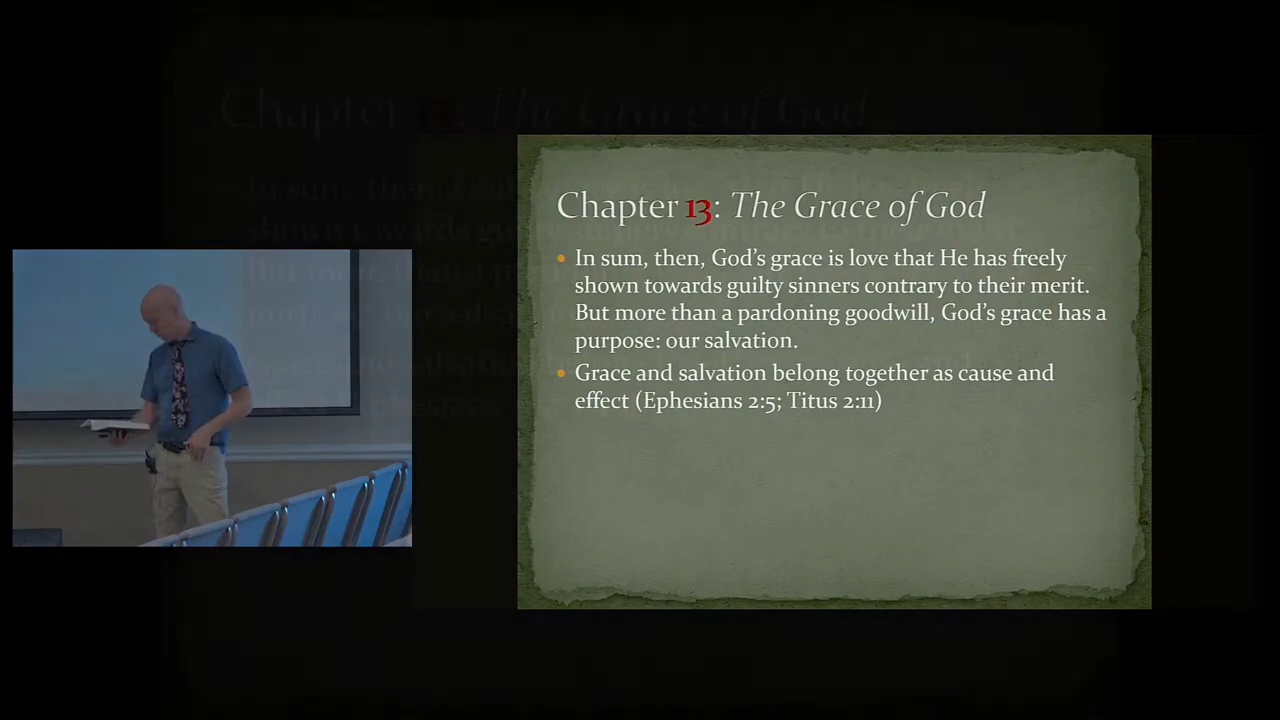 Chapter 13: The Grace of God
In sum, then, God's grace is love that He has freely
shown towards guilty sinners contrary to their merit.
But more than a pardoning goodwill, God's grace has a
purpose: our salvation.
Grace and salvation belong together as cause and
effect (Ephesians 2:5; Titus 2:11)